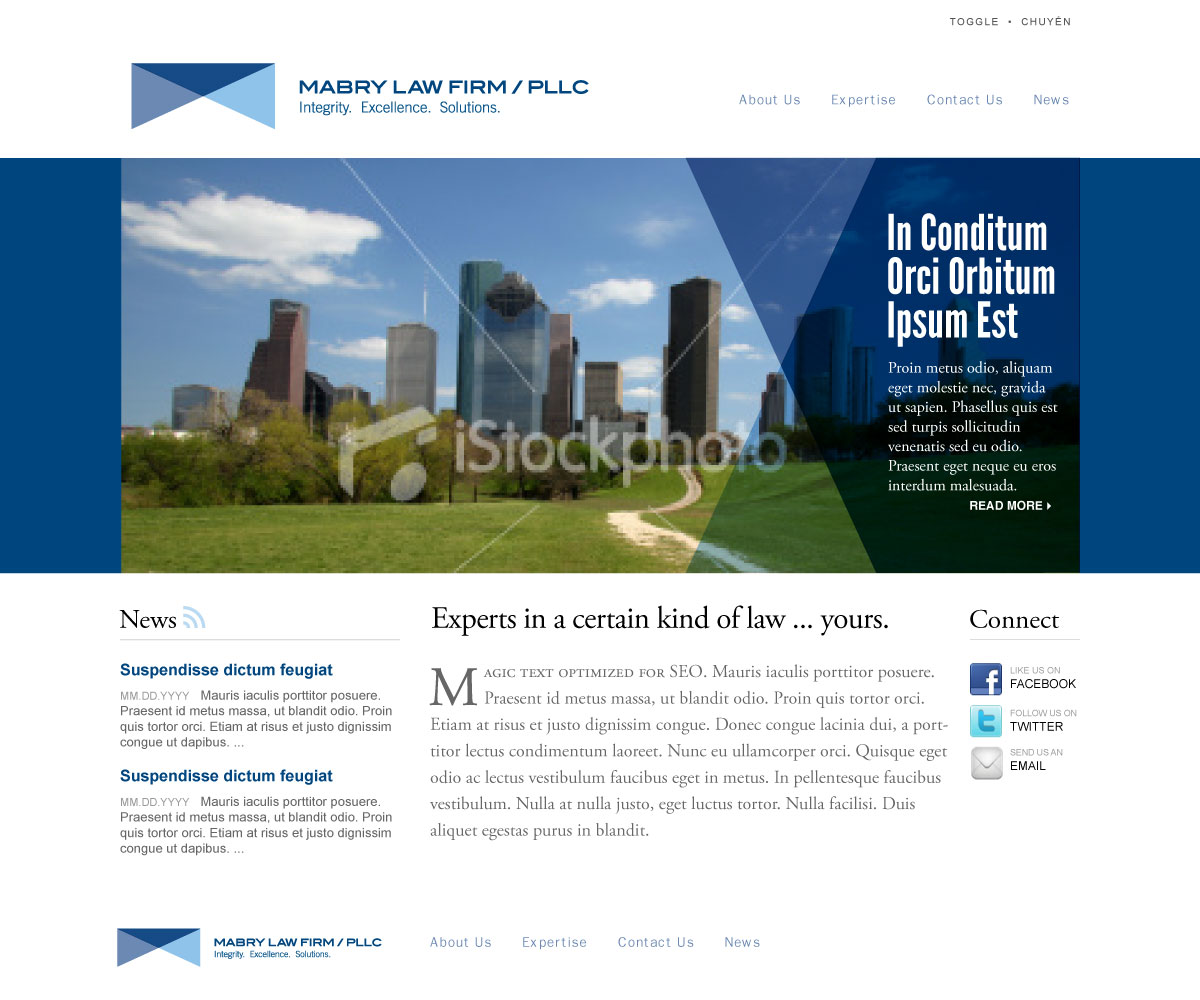 TOGGLE • CHUYÊN
MABRY LAW FIRM / PLLC
Integrity. Excellence. Solutions.
About Us Expertise Contact Us News
In Conditum
Orci Orbitum
Ipsum Est
Proin metus odio, aliquam
eget molestie nec, gravida
ut sapien. Phasellus quis est
sed turpis sollicitudin
venenatis sed eu odio.
Praesent eget neque eu eros
interdum malesuada.
READ MORE
iStockphoto
News
Suspendisse dictum feugiat
MM.DD.YYYY Mauris iaculis porttitor posuere.
Praesent id metus massa, ut blandit odio. Proin
quis tortor orci. Etiam at risus et justo dignissim
congue ut dapibus. ...
Suspendisse dictum feugiat
MM.DD.YYYY Mauris iaculis porttitor posuere.
Praesent id metus massa, ut blandit odio. Proin
quis tortor orci. Etiam at risus et justo dignissim
congue ut dapibus. ...
Experts in a certain kind of law ... yours.
MAGIC TEXT OPTIMIZED FOR SEO. Mauris iaculis porttitor posuere.
Praesent id metus massa, ut blandit odio. Proin quis tortor orci.
Etiam at risus et justo dignissim congue. Donec congue lacinia dui, a port-
titor lectus condimentum laoreet. Nunc eu ullamcorper orci. Quisque eget
odio ac lectus vestibulum faucibus eget in metus. In pellentesque faucibus
vestibulum. Nulla at nulla justo, eget luctus tortor. Nulla facilisi. Duis
aliquet egestas purus in blandit.
Connect
LIKE US ON
FACEBOOK
FOLLOW US ON
TWITTER
SEND US AN
EMAIL
MABRY LAW FIRM / PLLC
Integrity. Excellence. Solutions.
About Us Expertise Contact Us News